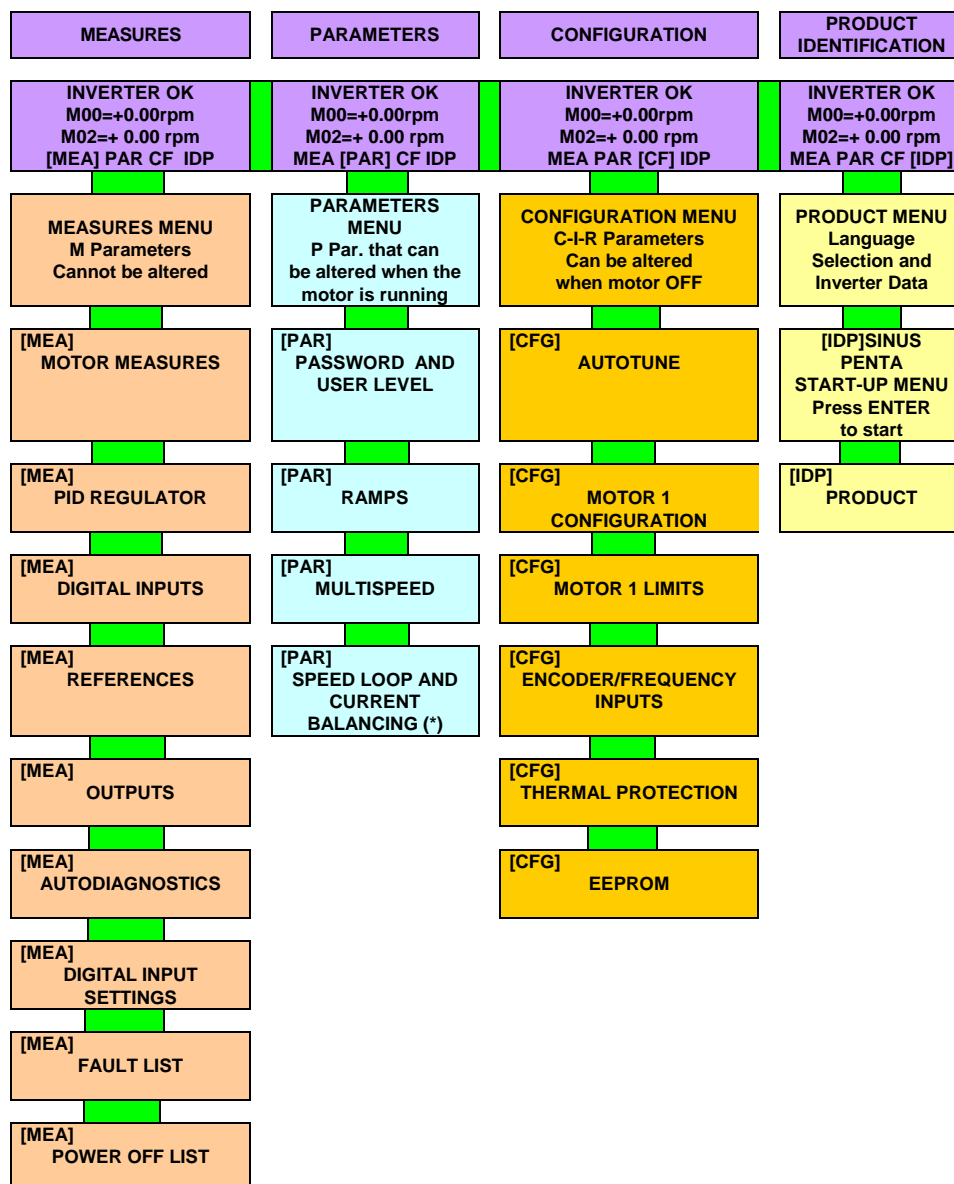 MEASURES
PARAMETERS
CONFIGURATION
PRODUCT
IDENTIFICATION
INVERTER OK
M00=+0.00rpm
M02=+ 0.00 rpm
[MEA] PAR CF  IDP
INVERTER OK
M00=+0.00rpm
M02=+ 0.00 rpm
MEA [PAR] CF IDP
INVERTER OK
M00=+0.00rpm
M02=+ 0.00 rpm
MEA PAR [CF] IDP
INVERTER OK
M00=+0.00rpm
M02=+ 0.00 rpm
MEA PAR CF [IDP]
MEASURES MENU
M Parameters
Cannot be altered
PARAMETERS
MENU
P Par. that can
be altered when the
motor is running
CONFIGURATION MENU
C-I-R Parameters
Can be altered
when motor OFF
PRODUCT MENU
Language
Selection and
Inverter Data
[MEA]
MOTOR MEASURES
[PAR]
PASSWORD  AND
USER LEVEL
[CFG]
AUTOTUNE
[IDP]SINUS
PENTA
START-UP MENU
Press ENTER
to start
[MEA]
PID REGULATOR
[PAR]
RAMPS
[CFG]
MOTOR 1
CONFIGURATION
[IDP]
PRODUCT
[MEA]
DIGITAL INPUTS
[PAR]
MULTISPEED
[CFG]
MOTOR 1 LIMITS
[MEA]
REFERENCES
[PAR]
SPEED LOOP AND
CURRENT
BALANCING (*)
[CFG]
ENCODER/FREQUENCY
INPUTS
[MEA]
OUTPUTS
[CFG]
THERMAL PROTECTION
[MEA]
AUTODIAGNOSTICS
[CFG]
EEPROM
[MEA]
DIGITAL INPUT
SETTINGS
[MEA]
FAULT LIST
[MEA]
POWER OFF LIST